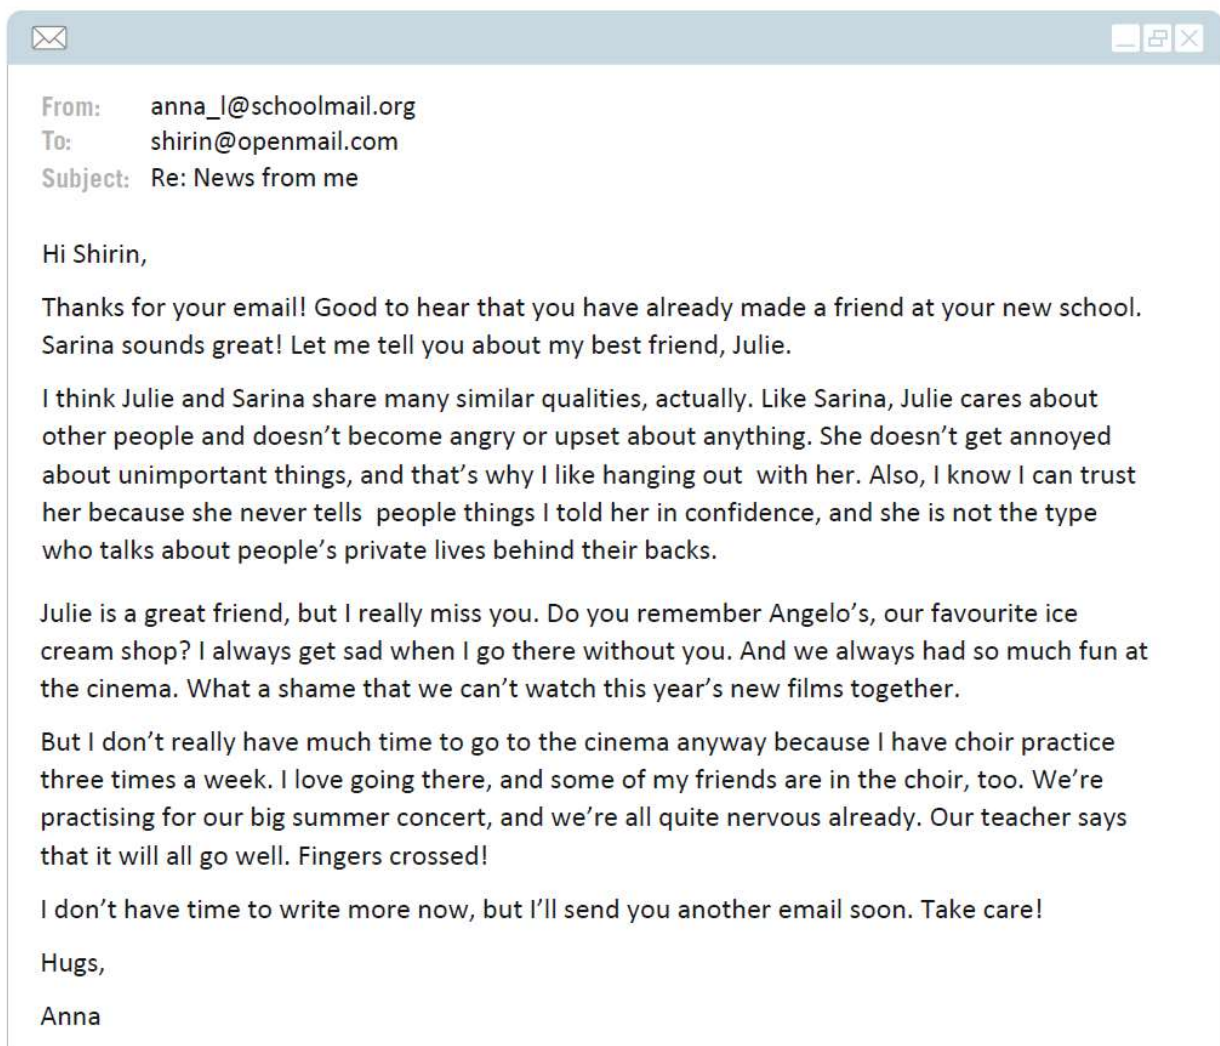 From: anna_l@schoolmail.org
To: shirin@openmail.com
Subject: Re: News from me
Hi Shirin,
Thanks for your email! Good to hear that you have already made a friend at your new school.
Sarina sounds great! Let me tell you about my best friend, Julie.
I think Julie and Sarina share many similar qualities, actually. Like Sarina, Julie cares about
other people and doesn't become angry or upset about anything. She doesn't get annoyed
about unimportant things, and that's why I like hanging out  with her. Also, I know I can trust
her because she never tells  people things I told her in confidence, and she is not the type
who talks about people's private lives behind their backs.
Julie is a great friend, but I really miss you. Do you remember Angelo's, our favourite ice
cream shop? I always get sad when I go there without you. And we always had so much fun at
the cinema. What a shame that we can't watch this year's new films together.
But I don't really have much time to go to the cinema anyway because I have choir practice
three times a week. I love going there, and some of my friends are in the choir, too. We're
practising for our big summer concert, and we're all quite nervous already. Our teacher says
that it will all go well. Fingers crossed!
I don't have time to write more now, but I'll send you another email soon. Take care!
Hugs,
Anna